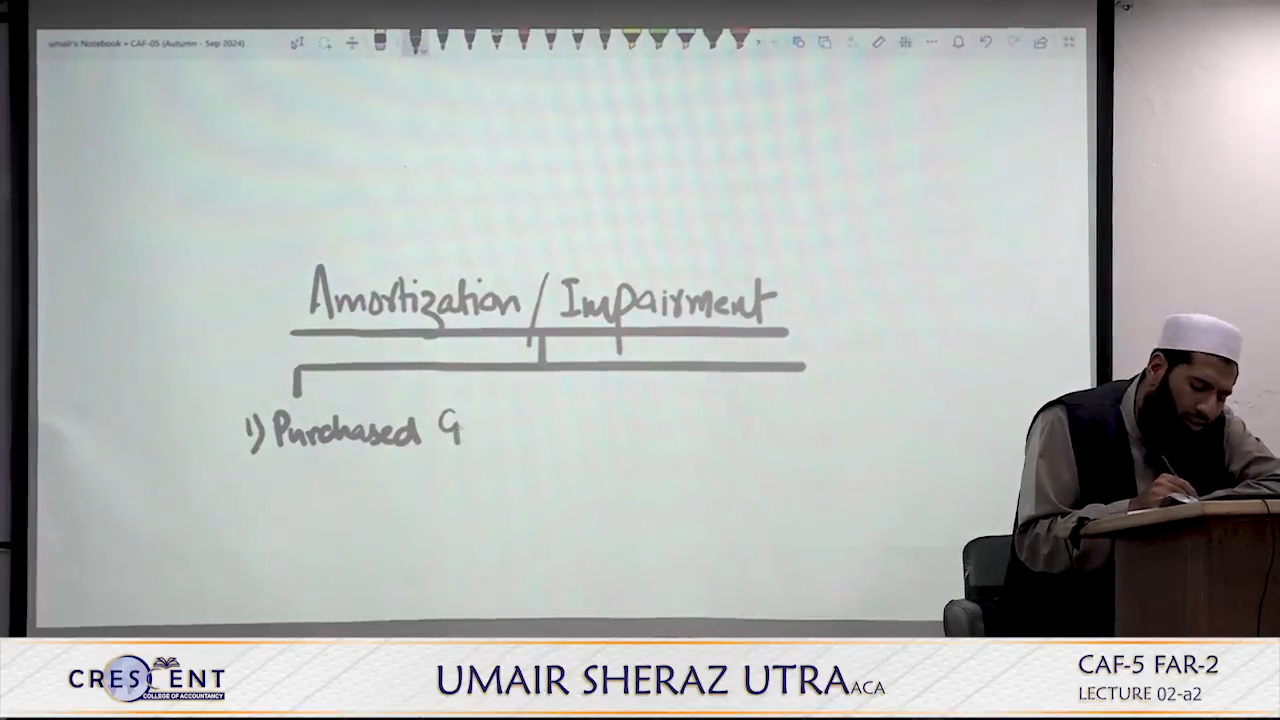 umair's Notebook » CAF-05 (Autumn - Sep 2024)
Amortization / Impairment
1) Purchased G
CRESCENT
COLLEGE OF ACCOUNTANCY
UMAIR SHERAZ UTRA ACA
CAF-5 FAR-2
LECTURE 02-a2